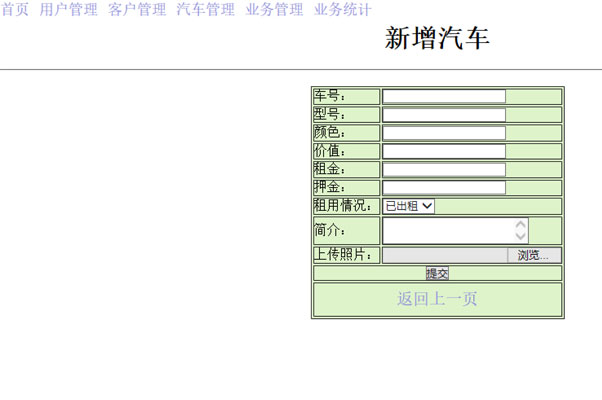 首页 用户管理 客户管理 汽车管理 业务管理 业务统计
新增汽车
车号：
型号：
颜色：
价值：
租金：
押金：
租用情况： 已出租
简介：
上传照片： 浏览...
提交
返回上一页